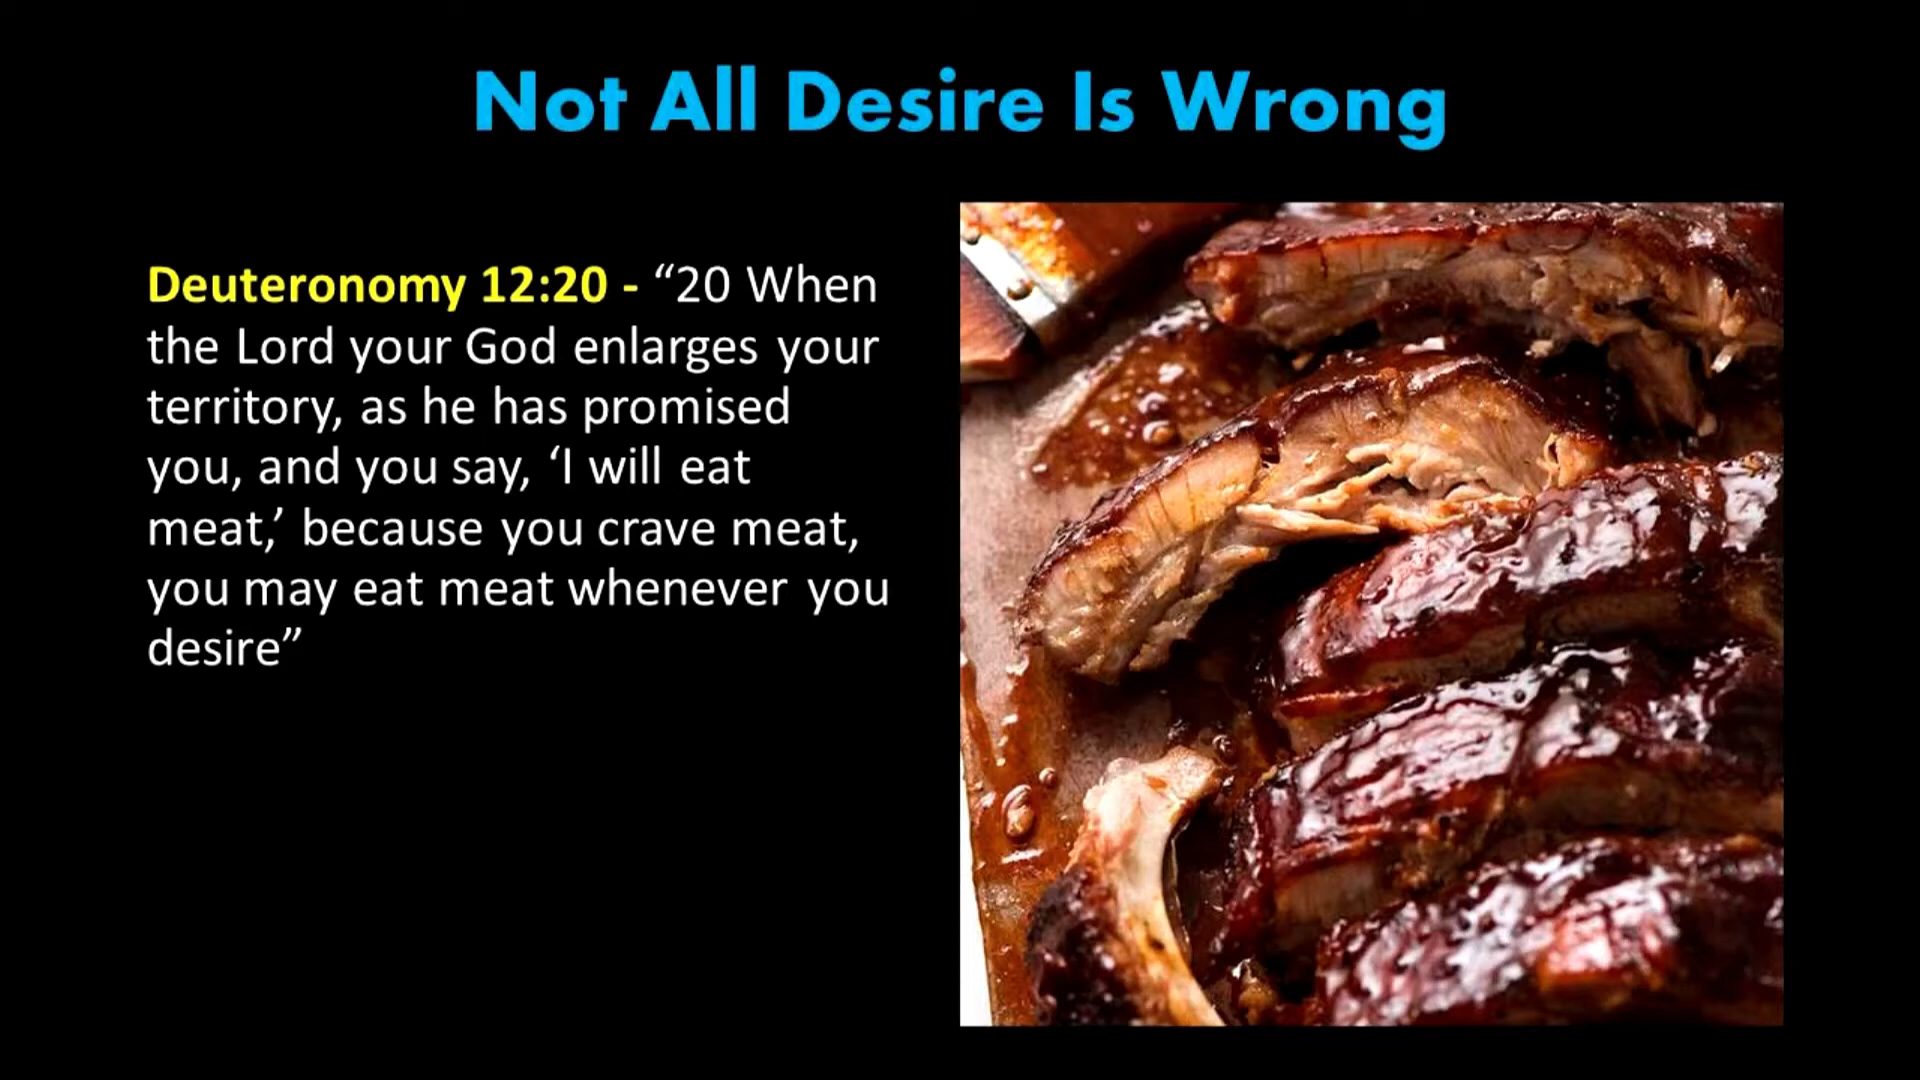 Not All Desire Is Wrong
Deuteronomy 12:20 - “20 When
the Lord your God enlarges your
territory, as he has promised
you, and you say, ‘I will eat
meat,’ because you crave meat,
you may eat meat whenever you
desire”